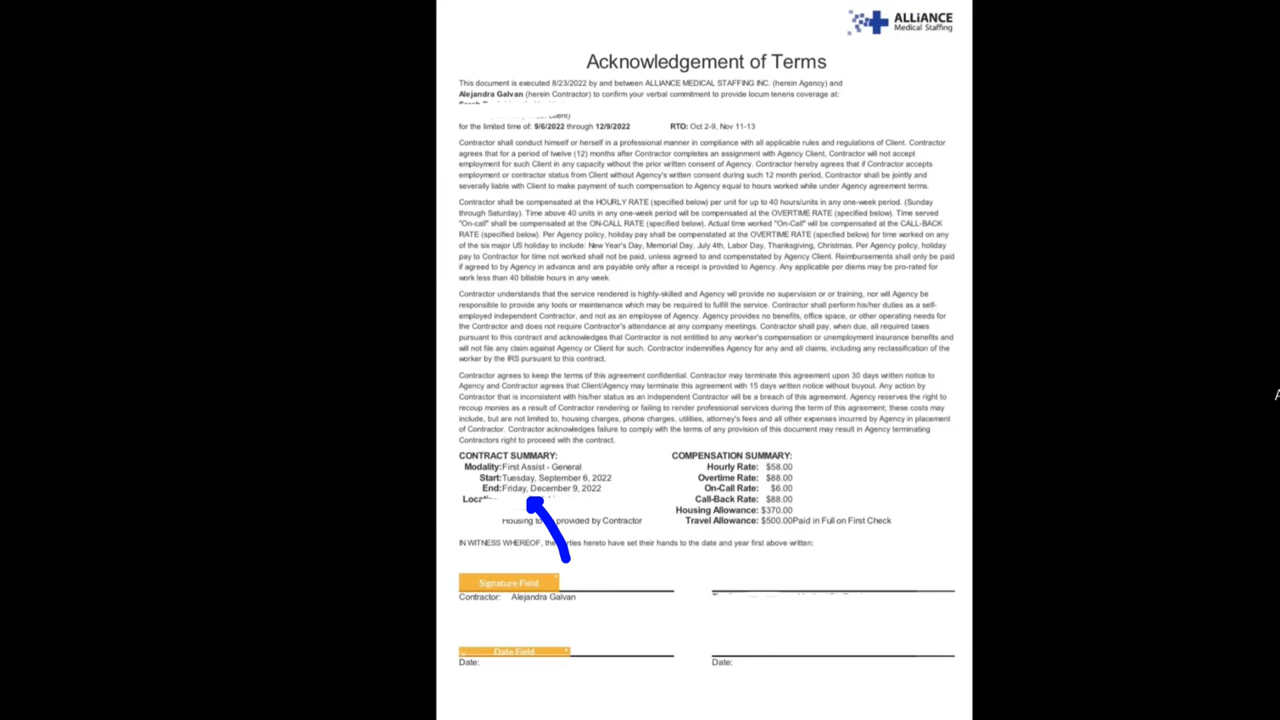 ALLiANCE
Medical Staffing
Acknowledgement of Terms
This document is executed 8/23/2022 by and between ALLIANCE MEDICAL STAFFING INC. (herein Agency) and
Alejandra Galvan (herein Contractor) to confirm your verbal commitment to provide locum tenens coverage at:
Client)
for the limited time of: 9/6/2022 through 12/9/2022 RTO: Oct 2-9, Nov 11-13
Contractor shall conduct himself or herself in a professional manner in compliance with all applicable rules and regulations of Client. Contractor
agrees that for a period of twelve (12) months after Contractor completes an assignment with Agency Client, Contractor will not accept
employment for such Client in any capacity without the prior written consent of Agency. Contractor hereby agrees that if Contractor accepts
employment or contractor status from Client without Agency's written consent during such 12 month period, Contractor shall be jointly and
severally liable with Client to make payment of such compensation to Agency equal to hours worked while under Agency agreement terms.
Contractor shall be compensated at the HOURLY RATE (specified below) per unit for up to 40 hours/units in any one-week period. (Sunday
through Saturday). Time above 40 units in any one-week period will be compensated at the OVERTIME RATE (specified below). Time served
"On-call" shall be compensated at the ON-CALL RATE (specified below). Actual time worked "On-Call" will be compensated at the CALL-BACK
RATE (specified below). Per Agency policy, holiday pay shall be compenstated at the OVERTIME RATE (specfied below) for time worked on any
of the six major US holiday to include: New Year's Day, Memorial Day, July 4th, Labor Day, Thanksgiving, Christmas. Per Agency policy, holiday
pay to Contractor for time not worked shall not be paid, unless agreed to and compenstated by Agency Client. Reimbursements shall only be paid
if agreed to by Agency in advance and are payable only after a receipt is provided to Agency. Any applicable per diems may be pro-rated for
work less than 40 billable hours in any week.
Contractor understands that the service rendered is highly-skilled and Agency will provide no supervision or or training, nor will Agency be
responsible to provide any tools or maintenance which may be required to fulfill the service. Contractor shall perform his/her duties as a self-
employed independent Contractor, and not as an employee of Agency. Agency provides no benefits, office space, or other operating needs for
the Contractor and does not require Contractor's attendance at any company meetings. Contractor shall pay, when due, all required taxes
pursuant to this contract and acknowledges that Contractor is not entitled to any worker's compensation or unemployment insurance benefits and
will not file any claim against Agency or Client for such. Contractor indemnifies Agency for any and all claims, including any reclassification of the
worker by the IRS pursuant to this contract.
Contractor agrees to keep the terms of this agreement confidential. Contractor may terminate this agreement upon 30 days written notice to
Agency and Contractor agrees that Client/Agency may terminate this agreement with 15 days written notice without buyout. Any action by
Contractor that is inconsistent with his/her status as an independent Contractor will be a breach of this agreement. Agency reserves the right to
recoup monies as a result of Contractor rendering or failing to render professional services during the term of this agreement; these costs may
include, but are not limited to, housing charges, phone charges, utilities, attorney's fees and all other expenses incurred by Agency in placement
of Contractor. Contractor acknowledges failure to comply with the terms of any provision of this document may result in Agency terminating
Contractors right to proceed with the contract.
CONTRACT SUMMARY: COMPENSATION SUMMARY:
Modality: First Assist - General Hourly Rate: $58.00
Start: Tuesday, September 6, 2022 Overtime Rate: $88.00
End: Friday, December 9, 2022 On-Call Rate: $6.00
Call-Back Rate: $88.00
Housing Allowance: $370.00
Housing to be provided by Contractor Travel Allowance: $500.00Paid in Full on First Check
IN WITNESS WHEREOF, the parties hereto have set their hands to the date and year first above written:
Signature Field
Contractor: Alejandra Galvan
Date Field
Date: Date: